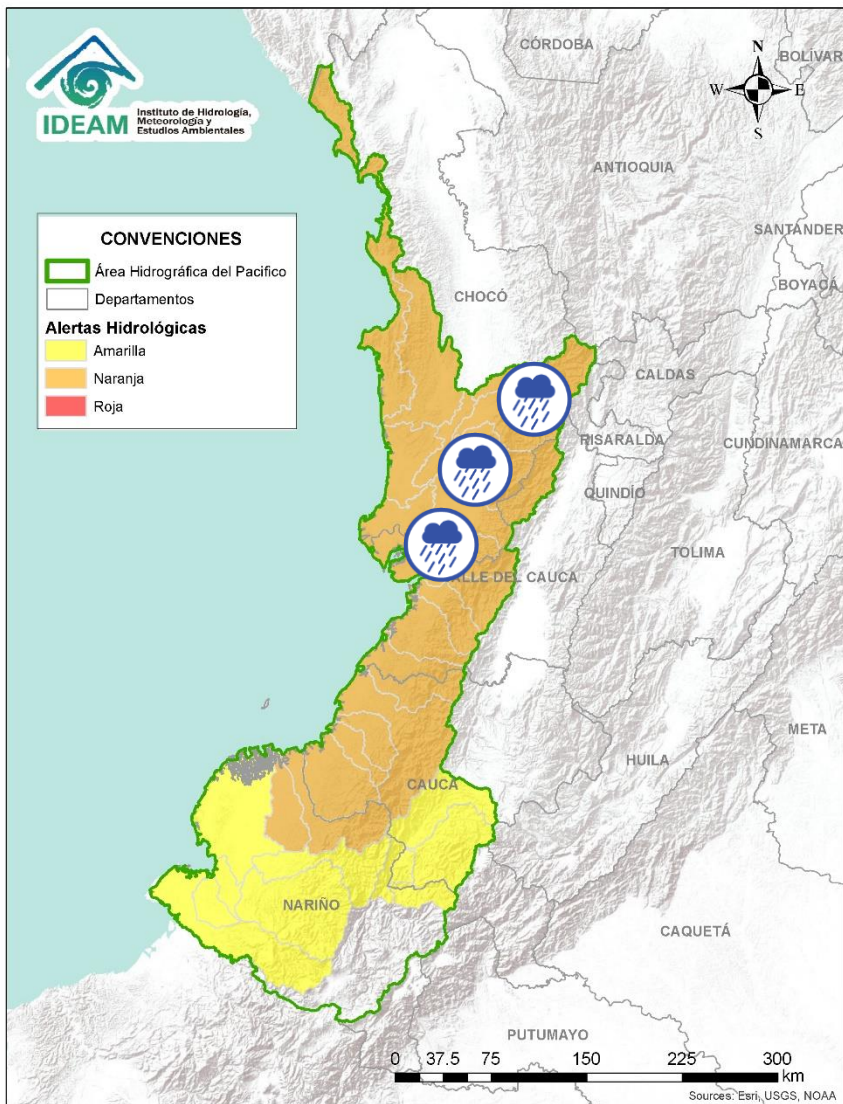 IDEAM
Instituto de Hidrología,
Meteorología y
Estudios Ambientales
CÓRDOBA
BOLÍVAR
N
W
E
S
ANTIOQUIA
SANTANDER
BOYACÁ
CONVENCIONES
Área Hidrográfica del Pacifico
Departamentos
Alertas Hidrológicas
Amarilla
Naranja
Roja
CHOCÓ
CALDAS
RISARALDA
CUNDINAMARCA
QUINDÍO
TOLIMA
ALLE DEL CAUCA
META
HUILA
CAUCA
NARIÑO
CAQUETÁ
PUTUMAYO
0 37.5 75 150 225 300
km
Sources: Esri, USGS, NOAA